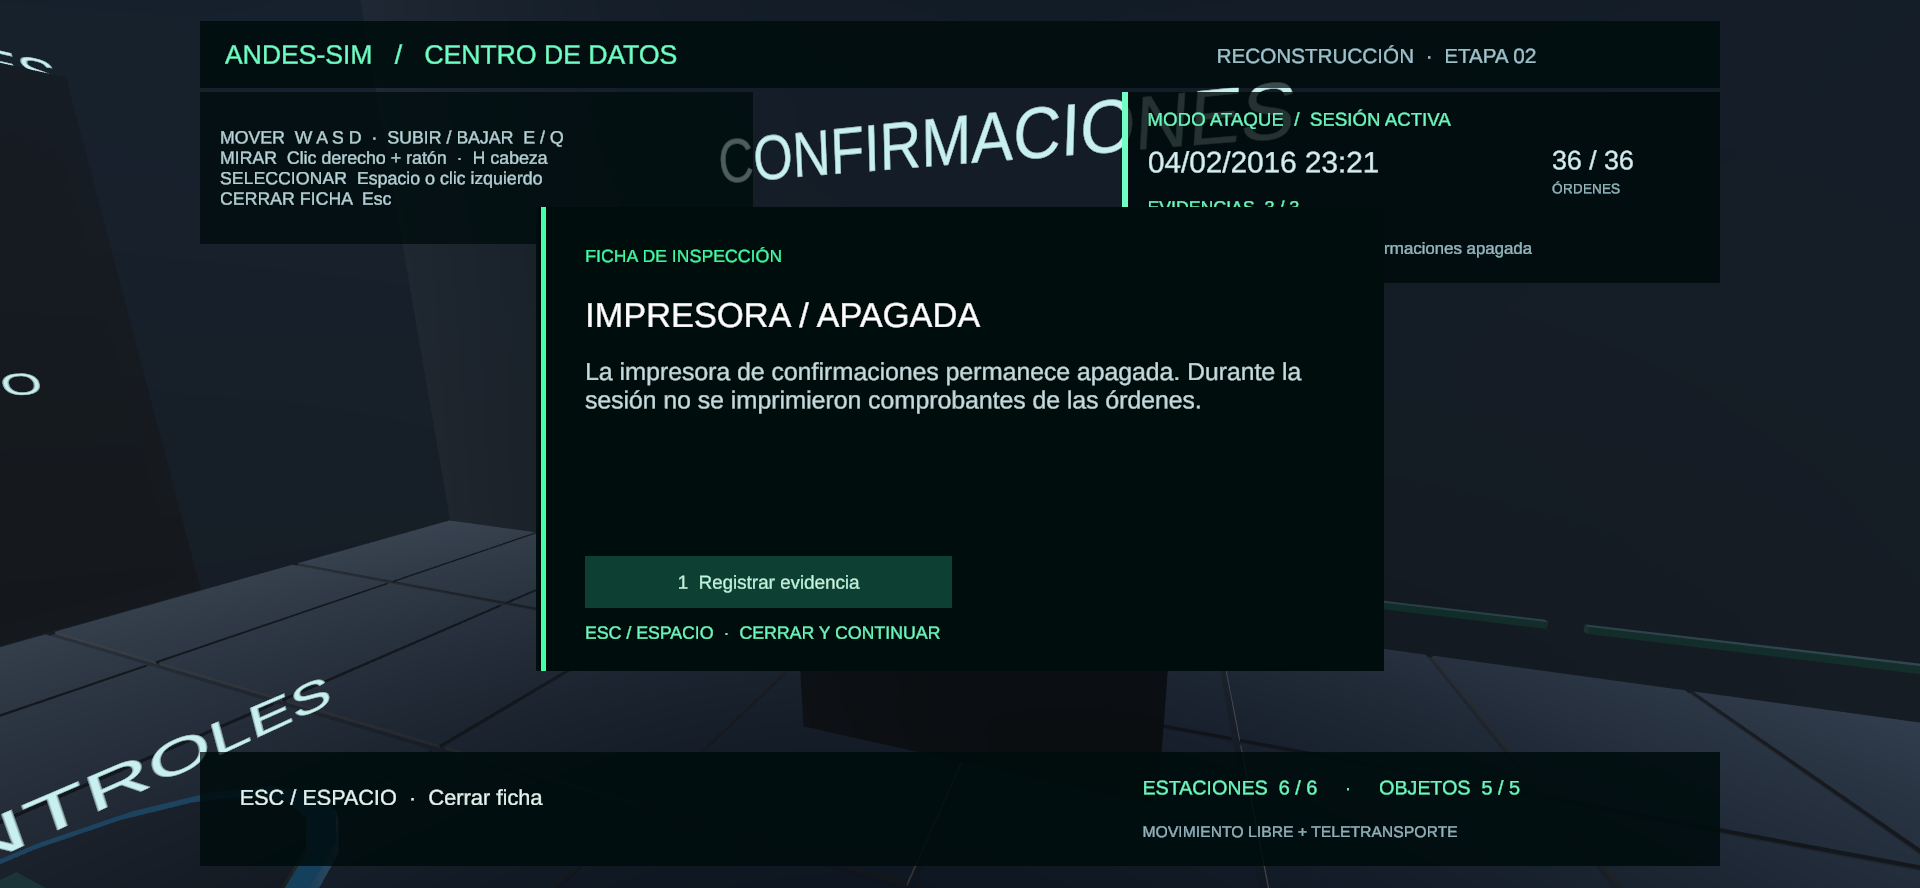 ANDES-SIM / CENTRO DE DATOS
RECONSTRUCCIÓN · ETAPA 02
MOVER W A S D · SUBIR / BAJAR E / Q
MIRAR Clic derecho + ratón · H cabeza
SELECCIONAR Espacio o clic izquierdo
CERRAR FICHA Esc
CONFIRMACIONES
MODO ATAQUE / SESIÓN ACTIVA
04/02/2016 23:21
36 / 36
ÓRDENES
EVIDENCIAS 3 / 3
rmaciones apagada
FICHA DE INSPECCIÓN
IMPRESORA / APAGADA
La impresora de confirmaciones permanece apagada. Durante la
sesión no se imprimieron comprobantes de las órdenes.
1 Registrar evidencia
ESC / ESPACIO · CERRAR Y CONTINUAR
O
NTROLES
ESC / ESPACIO · Cerrar ficha
ESTACIONES 6 / 6 · OBJETOS 5 / 5
MOVIMIENTO LIBRE + TELETRANSPORTE